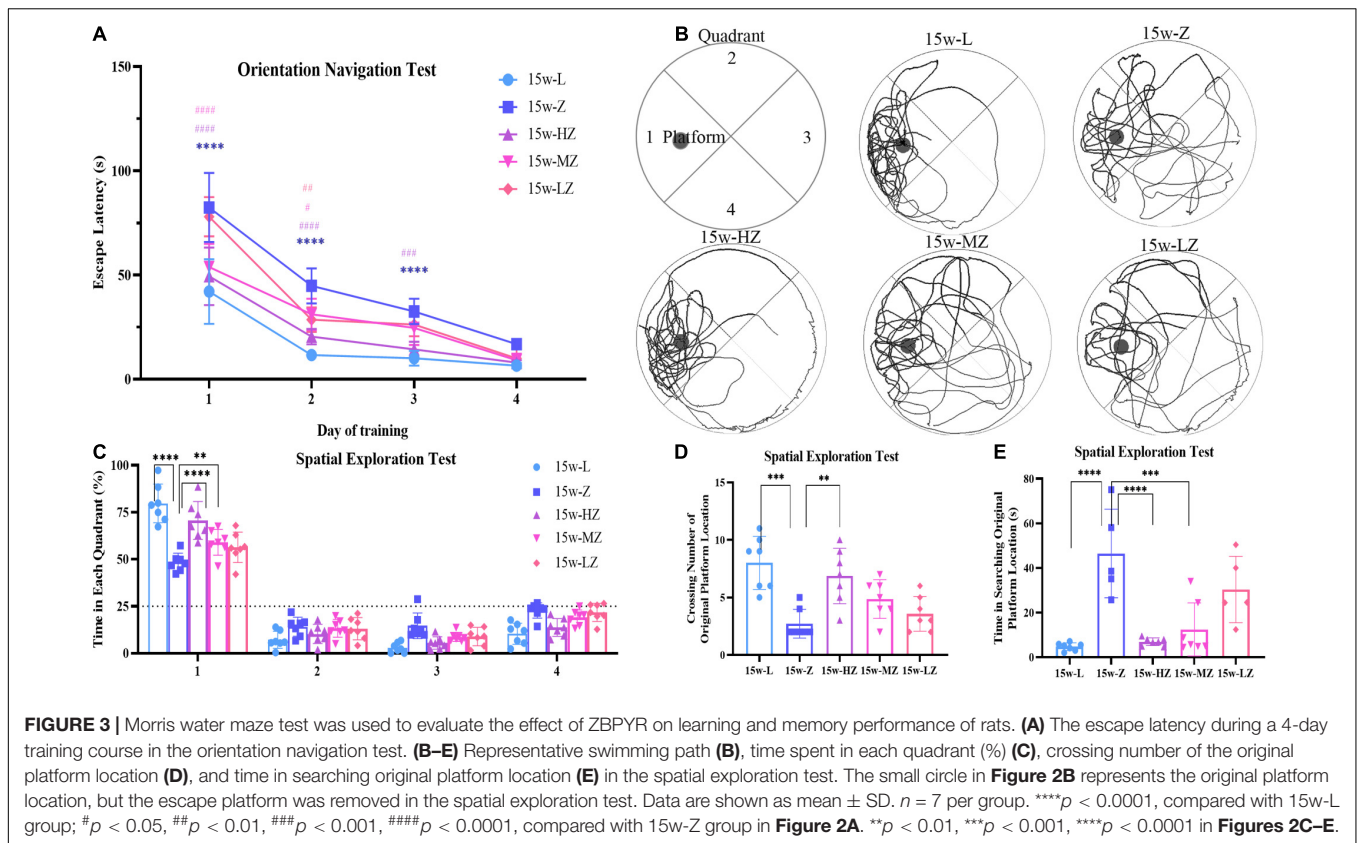 A
Orientation Navigation Test
150
100
50
0
Escape Latency (s)
####
####
****
##
#
####
****
###
****
1 2 3 4
Day of training
15w-L
15w-Z
15w-HZ
15w-MZ
15w-LZ
B
Quadrant
2
1 Platform
3
4
15w-L
15w-Z
15w-HZ
15w-MZ
15w-LZ
C
Spatial Exploration Test
Time in Each Quadrant (%)
100
75
50
25
0
**** **
****
1 2 3 4
15w-L
15w-Z
15w-HZ
15w-MZ
15w-LZ
D
Spatial Exploration Test
Crossing Number of
Original Platform Location
15
10
5
0
*** **
15w-L 15w-Z 15w-HZ 15w-MZ 15w-LZ
E
Spatial Exploration Test
Time in Searching Original
Platform Location (s)
80
60
40
20
0
**** ***
****
15w-L 15w-Z 15w-HZ 15w-MZ 15w-LZ
FIGURE 3 | Morris water maze test was used to evaluate the effect of ZBPYR on learning and memory performance of rats. (A) The escape latency during a 4-day
training course in the orientation navigation test. (B–E) Representative swimming path (B), time spent in each quadrant (%) (C), crossing number of the original
platform location (D), and time in searching original platform location (E) in the spatial exploration test. The small circle in Figure 2B represents the original platform
location, but the escape platform was removed in the spatial exploration test. Data are shown as mean ± SD. n = 7 per group. ****p < 0.0001, compared with 15w-L
group; #p < 0.05, ##p < 0.01, ###p < 0.001, ####p < 0.0001, compared with 15w-Z group in Figure 2A. **p < 0.01, ***p < 0.001, ****p < 0.0001 in Figures 2C–E.